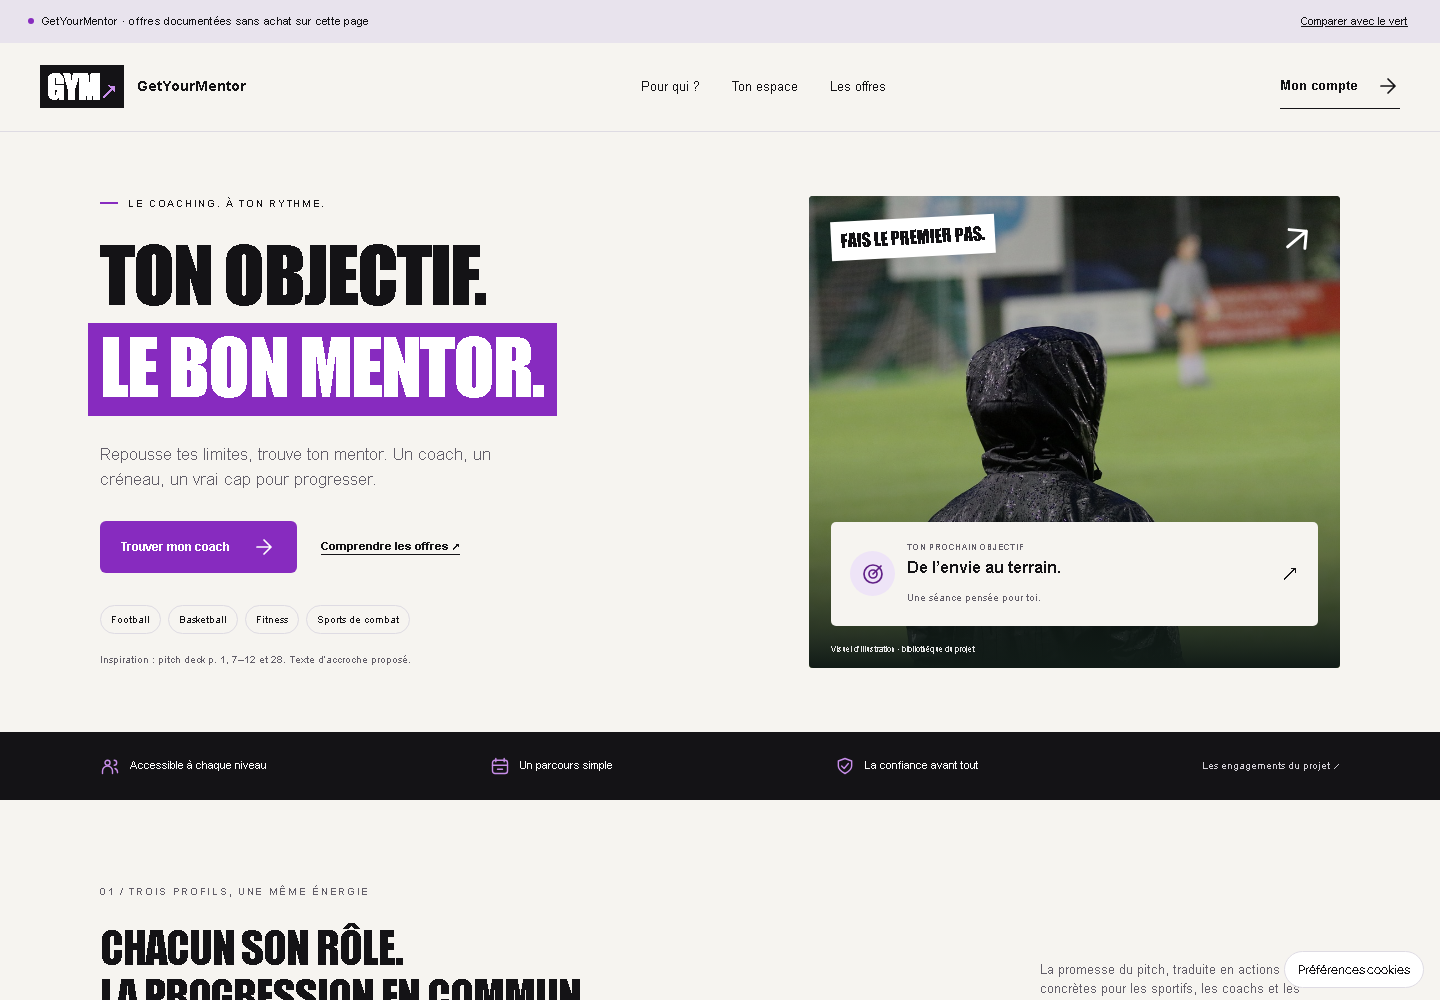 GetYourMentor · offres documentées sans achat sur cette page
Comparer avec le vert
GYM↗
GetYourMentor
Pour qui ?
Ton espace
Les offres
Mon compte
LE COACHING. À TON RYTHME.
TON OBJECTIF.
LE BON MENTOR.
Repousse tes limites, trouve ton mentor. Un coach, un
créneau, un vrai cap pour progresser.
Trouver mon coach
Comprendre les offres ↗
Football
Basketball
Fitness
Sports de combat
Inspiration : pitch deck p. 1, 7–12 et 28. Texte d'accroche proposé.
FAIS LE PREMIER PAS.
TON PROCHAIN OBJECTIF
De l’envie au terrain.
Une séance pensée pour toi.
Visuel d'illustration · bibliothèque du projet
Accessible à chaque niveau
Un parcours simple
La confiance avant tout
Les engagements du projet ↗
01 / TROIS PROFILS, UNE MÊME ÉNERGIE
CHACUN SON RÔLE.
LA PROGRESSION EN COMMUN
La promesse du pitch, traduite en actions
concrètes pour les sportifs, les coachs et les
Préférences cookies